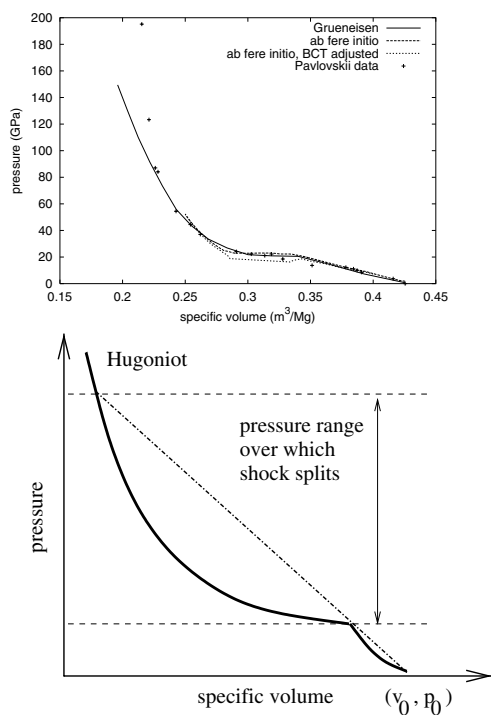 Grueneisen
ab fere initio
ab fere initio, BCT adjusted
Pavlovskii data
200
180
160
140
120
100
80
60
40
20
0
pressure (GPa)
0.15 0.2 0.25 0.3 0.35 0.4 0.45
specific volume (m³/Mg)
Hugoniot
pressure range
over which
shock splits
pressure
specific volume (v₀, p₀)